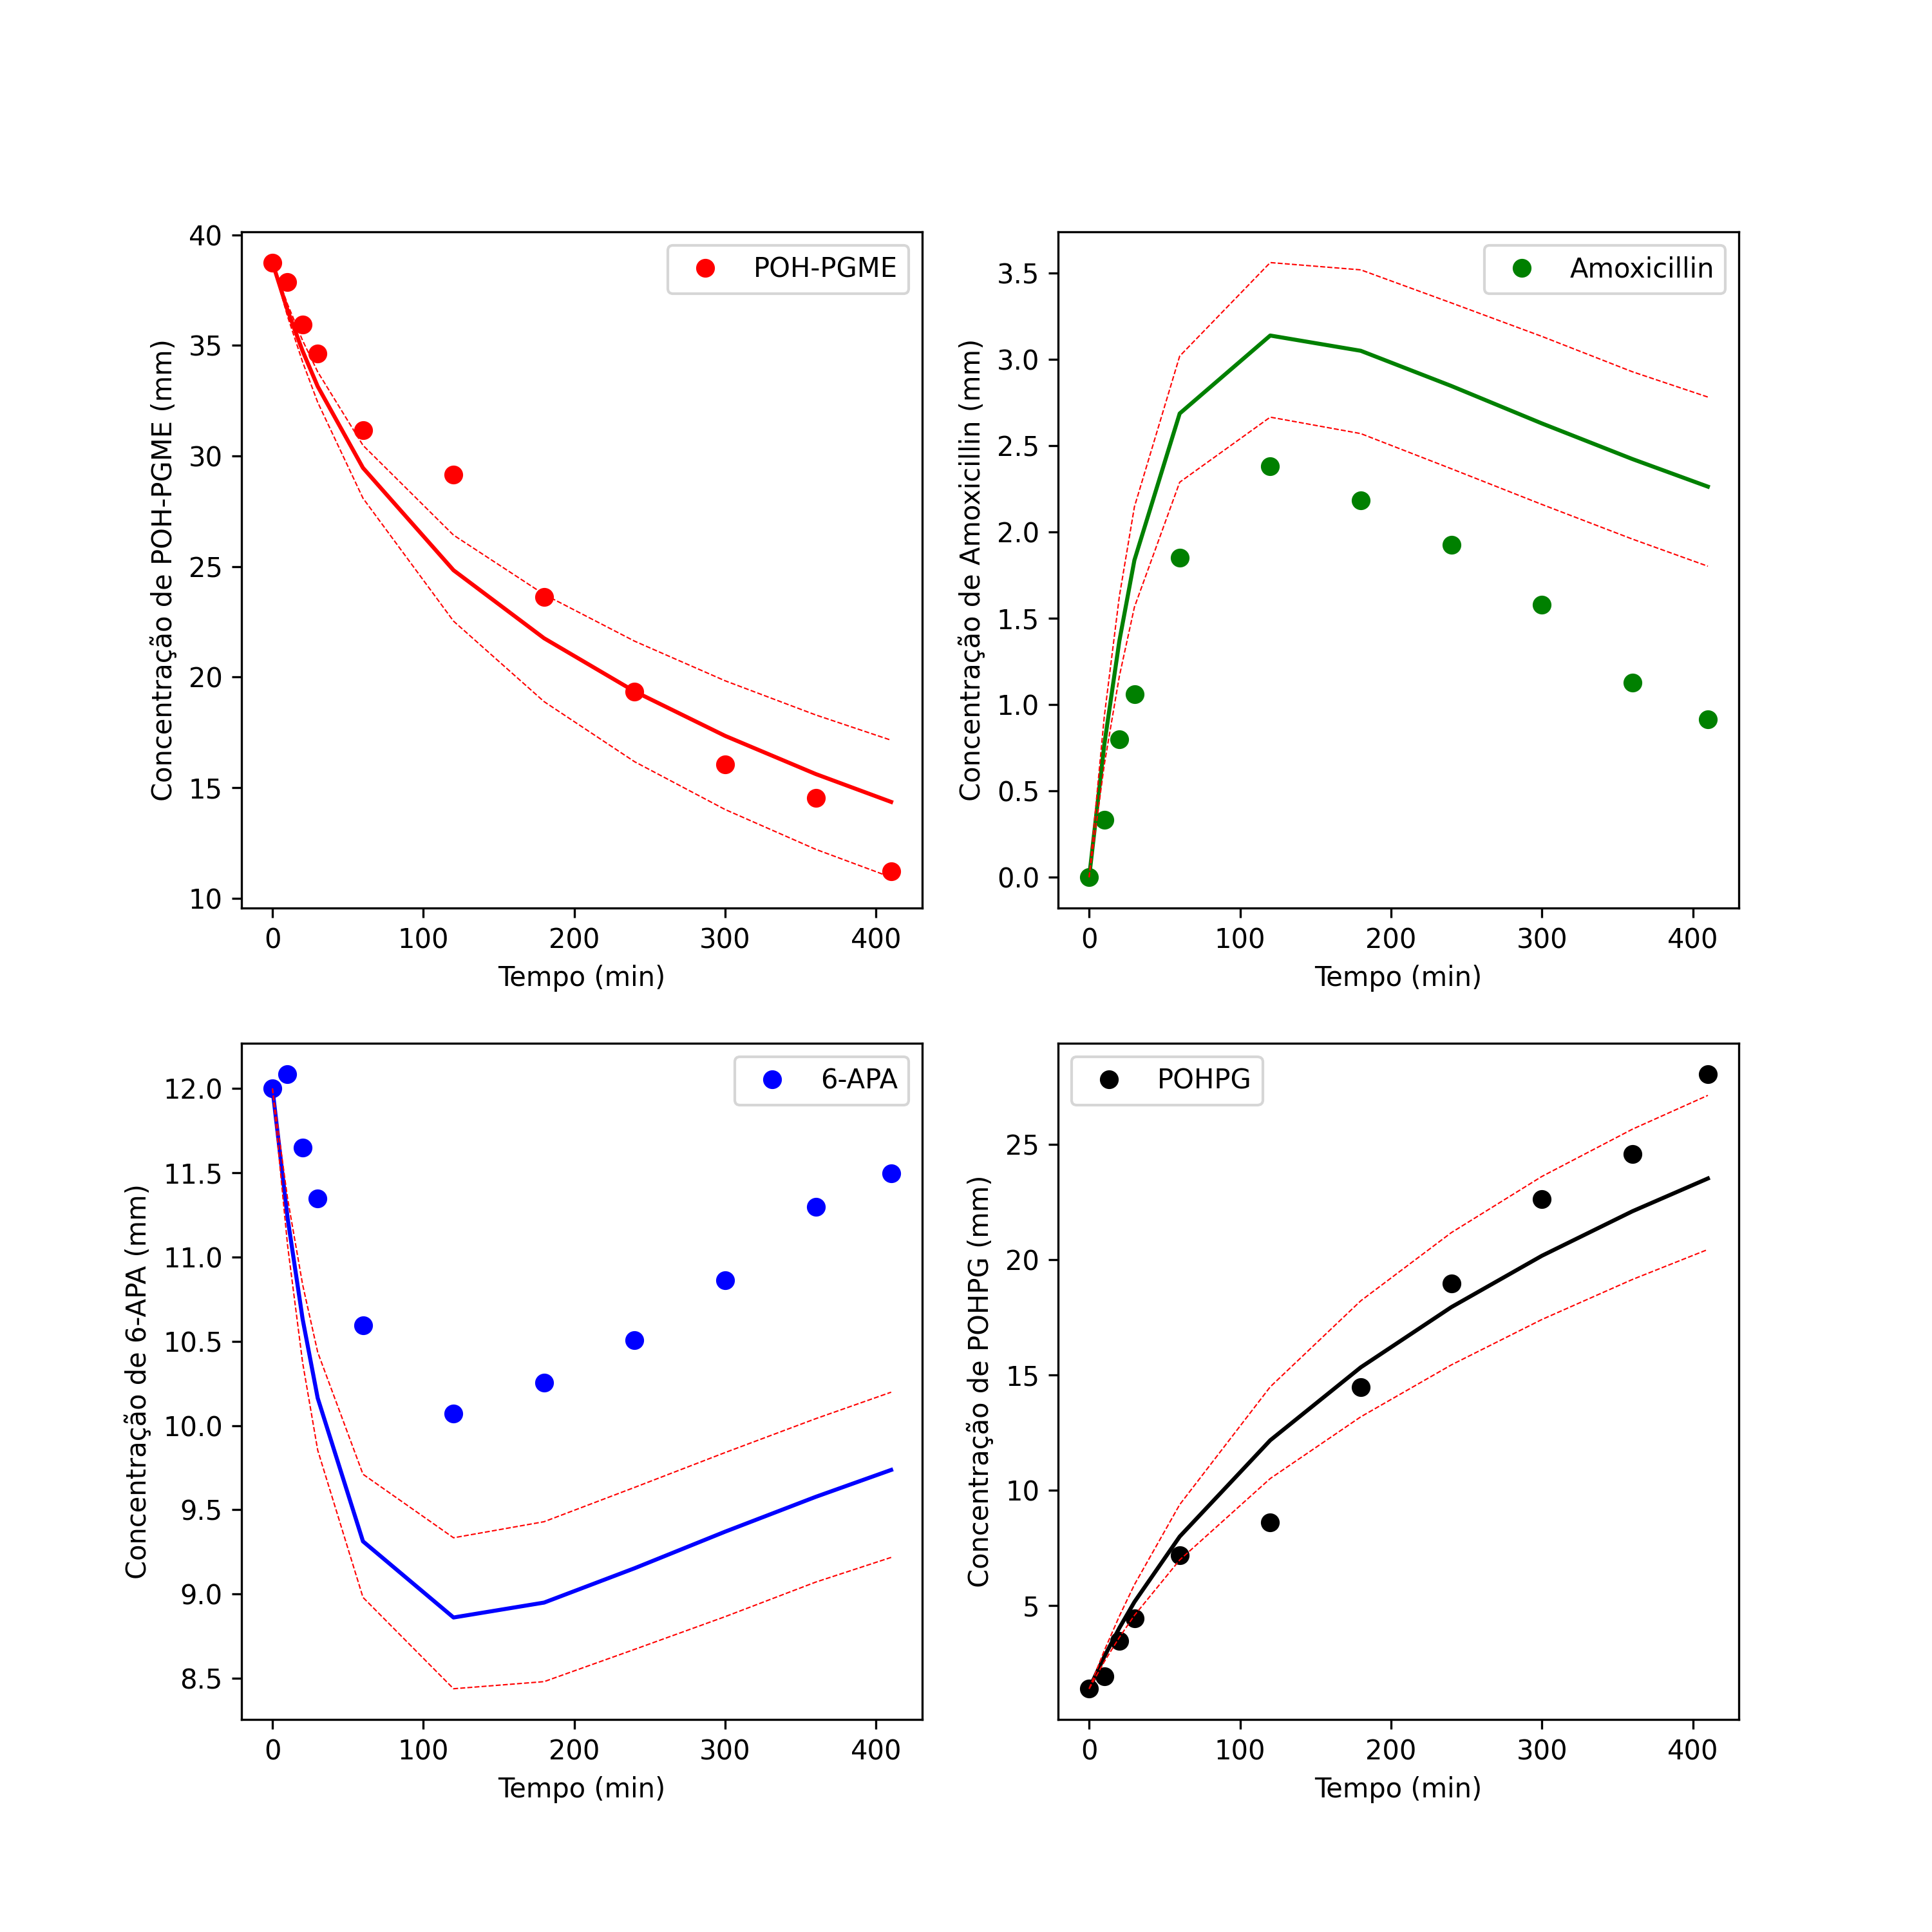 POH-PGME
Concentração de POH-PGME (mm)
40
35
30
25
20
15
10
0 100 200 300 400
Tempo (min)
Amoxicillin
Concentração de Amoxicillin (mm)
3.5
3.0
2.5
2.0
1.5
1.0
0.5
0.0
0 100 200 300 400
Tempo (min)
6-APA
Concentração de 6-APA (mm)
12.0
11.5
11.0
10.5
10.0
9.5
9.0
8.5
0 100 200 300 400
Tempo (min)
POHPG
Concentração de POHPG (mm)
25
20
15
10
5
0 100 200 300 400
Tempo (min)